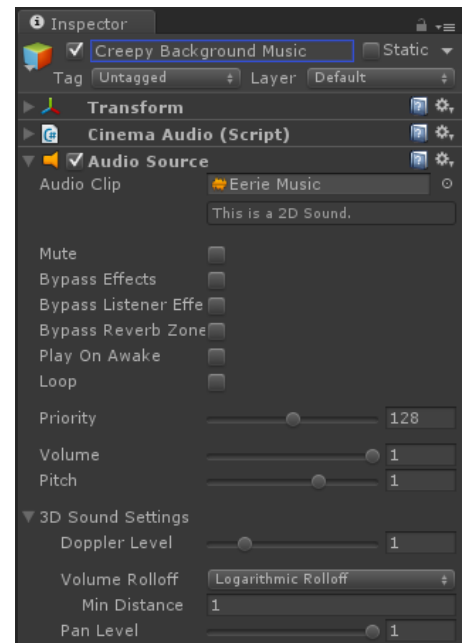 Inspector
Creepy Background Music Static
Tag Untagged Layer Default
Transform
Cinema Audio (Script)
Audio Source
Audio Clip Eerie Music
This is a 2D Sound.
Mute
Bypass Effects
Bypass Listener Effe
Bypass Reverb Zone
Play On Awake
Loop
Priority 128
Volume 1
Pitch 1
3D Sound Settings
Doppler Level 1
Volume Rolloff Logarithmic Rolloff
Min Distance 1
Pan Level 1